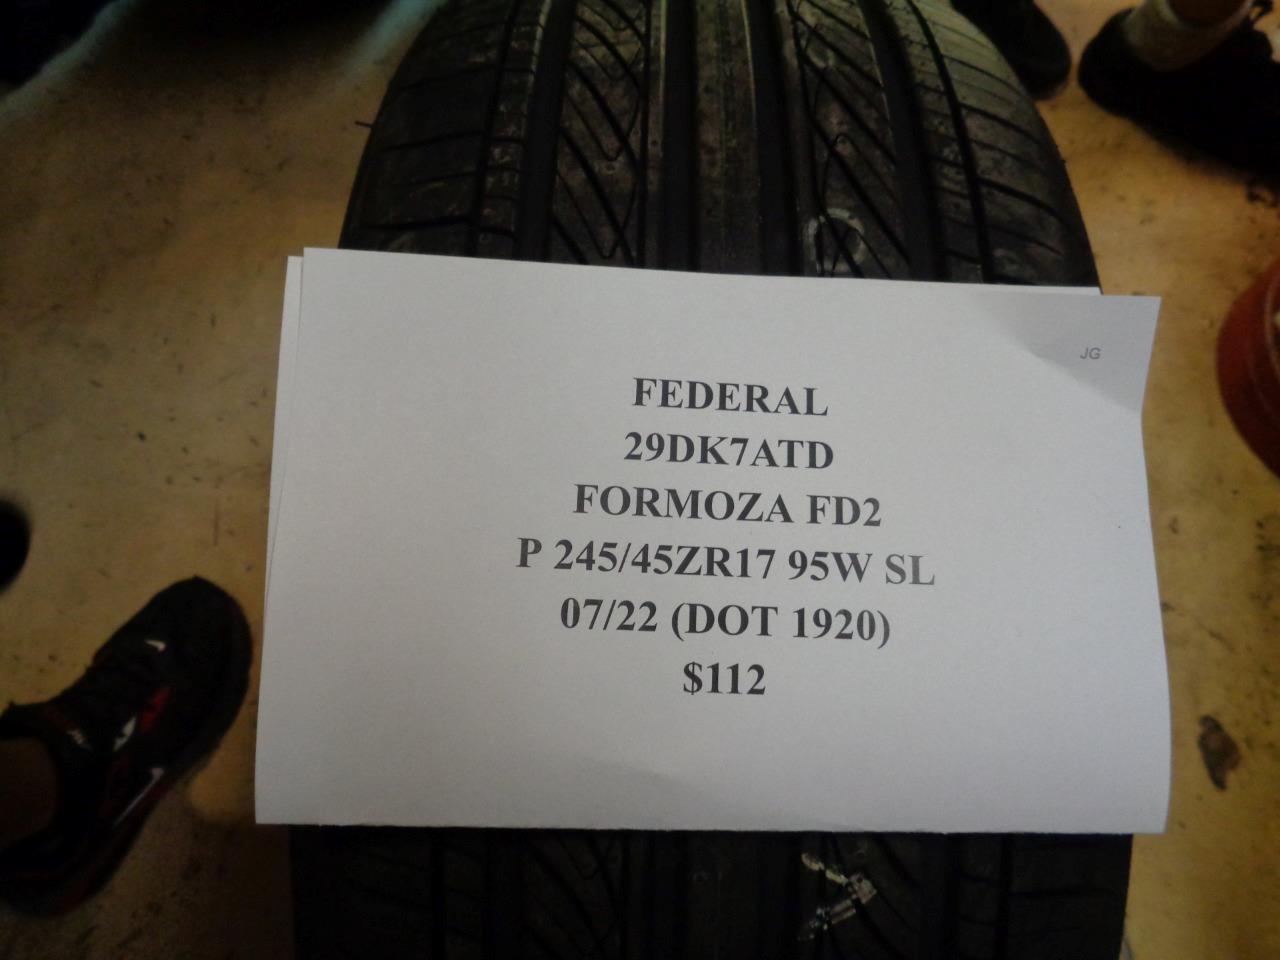 JG
FEDERAL
29DK7ATD
FORMOZA FD2
P 245/45ZR17 95W SL
07/22 (DOT 1920)
$112